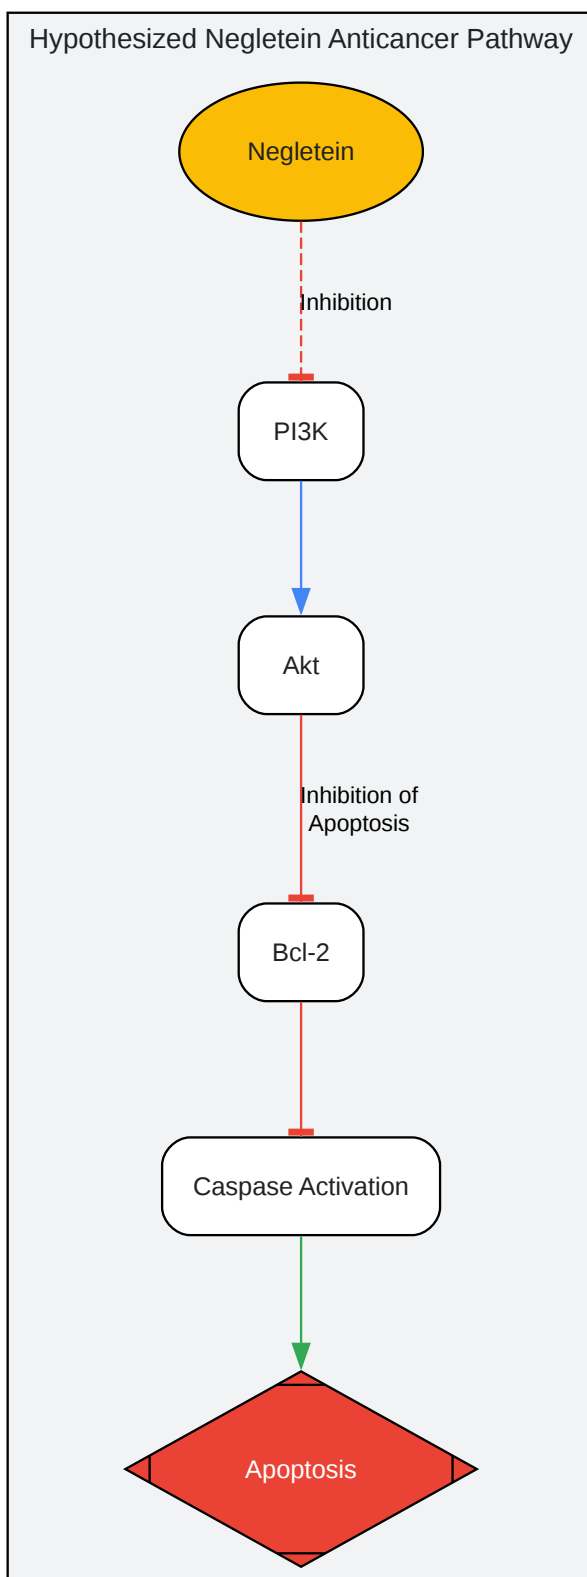 Hypothesized Negletein Anticancer Pathway
Negletein
Inhibition
PI3K
Akt
Inhibition of
Apoptosis
Bcl-2
Caspase Activation
Apoptosis